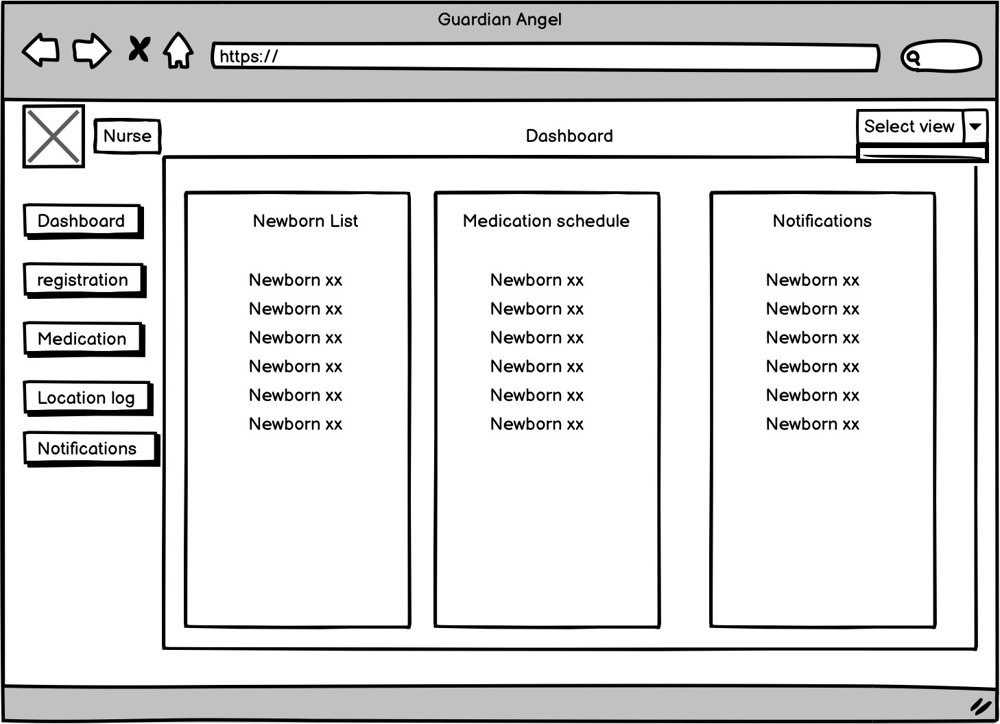 Guardian Angel
https://
Nurse
Dashboard
Select view
Dashboard
registration
Medication
Location log
Notifications
Newborn List
Newborn xx
Newborn xx
Newborn xx
Newborn xx
Newborn xx
Newborn xx
Medication schedule
Newborn xx
Newborn xx
Newborn xx
Newborn xx
Newborn xx
Newborn xx
Notifications
Newborn xx
Newborn xx
Newborn xx
Newborn xx
Newborn xx
Newborn xx